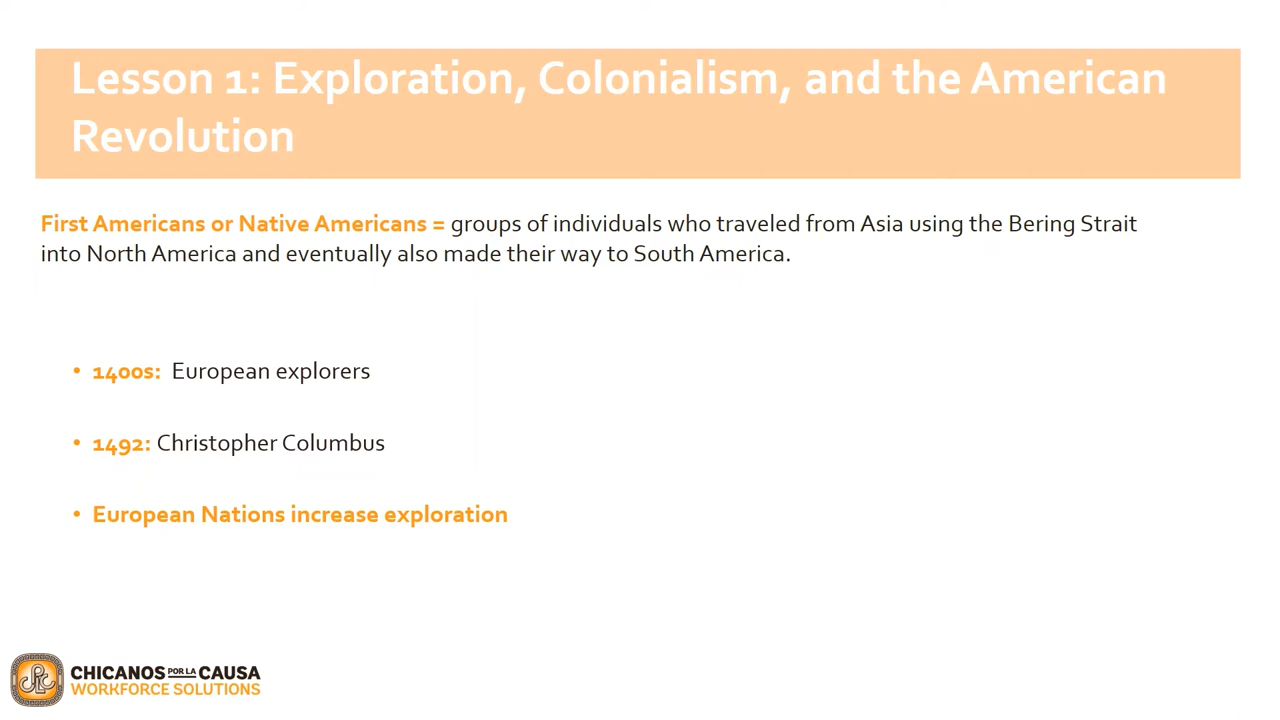 Lesson 1: Exploration, Colonialism, and the American
Revolution
First Americans or Native Americans = groups of individuals who traveled from Asia using the Bering Strait
into North America and eventually also made their way to South America.
• 1400s: European explorers
• 1492: Christopher Columbus
• European Nations increase exploration
CHICANOS POR LA CAUSA
WORKFORCE SOLUTIONS